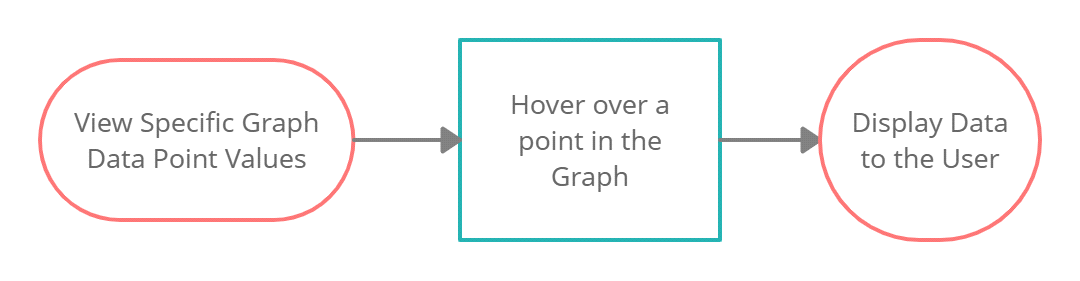 View Specific Graph
Data Point Values
Hover over a
point in the
Graph
Display Data
to the User